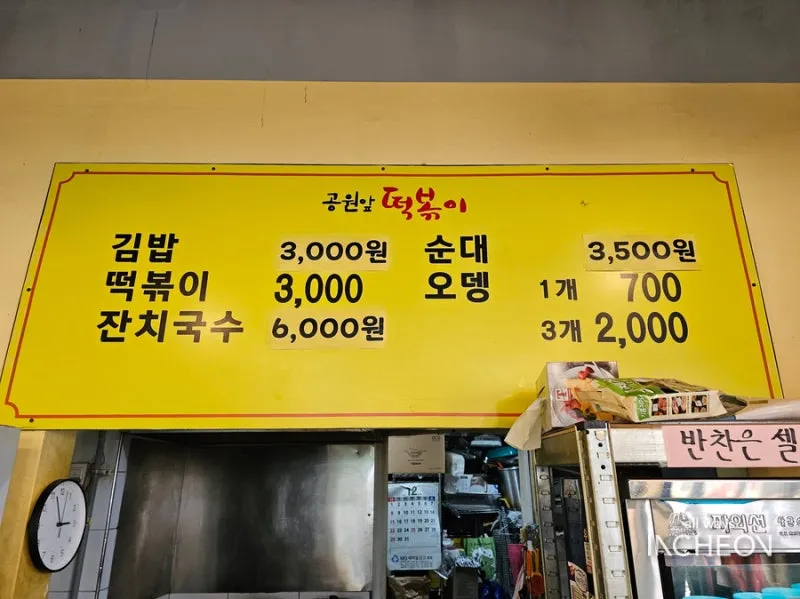 공원앞 떡볶이
김밥 3,000원 순대 3,500원
떡볶이 3,000 오뎅 1개 700
잔치국수 6,000원 3개 2,000
반찬은 셀
12